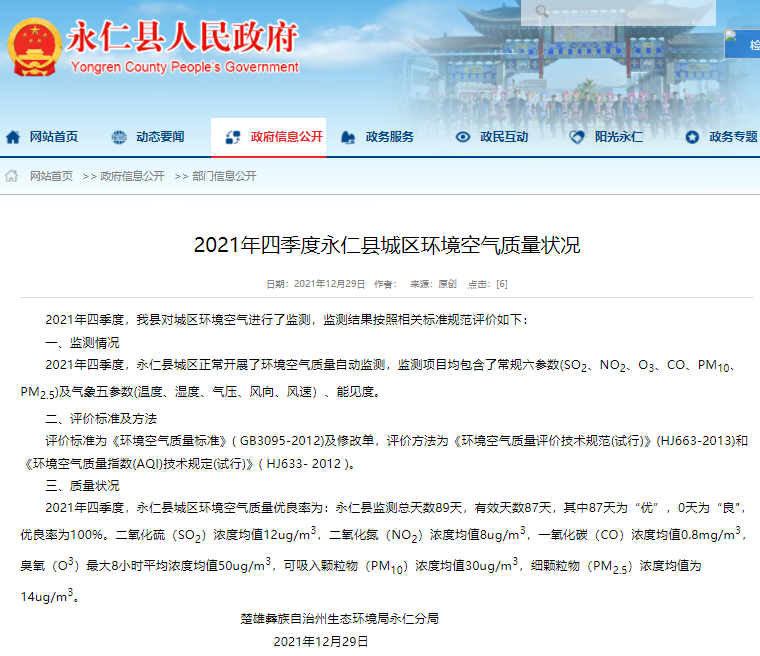 永仁县人民政府
Yongren County People's Government
检
网站首页 动态要闻 政府信息公开 政务服务 政民互动 阳光永仁 政务专题
网站首页 >> 政府信息公开 >> 部门信息公开
2021年四季度永仁县城区环境空气质量状况
日期: 2021年12月29日 作者: 来源: 原创 点击: [6]
2021年四季度，我县对城区环境空气进行了监测，监测结果按照相关标准规范评价如下：
一、监测情况
2021年四季度，永仁县城区正常开展了环境空气质量自动监测，监测项目均包含了常规六参数(SO2、NO2、O3、CO、PM10、
PM2.5)及气象五参数(温度、湿度、气压、风向、风速）、能见度。
二、评价标准及方法
评价标准为《环境空气质量标准》( GB3095-2012)及修改单，评价方法为《环境空气质量评价技术规范(试行)》(HJ663-2013)和
《环境空气质量指数(AQI)技术规定(试行)》( HJ633- 2012 )。
三、质量状况
2021年四季度，永仁县城区环境空气质量优良率为：永仁县监测总天数89天，有效天数87天，其中87天为“优”，0天为“良”，
优良率为100%。二氧化硫（SO2）浓度均值12ug/m3，二氧化氮（NO2）浓度均值8ug/m3，一氧化碳（CO）浓度均值0.8mg/m3，
臭氧（O3）最大8小时平均浓度均值50ug/m3，可吸入颗粒物（PM10）浓度均值30ug/m3，细颗粒物（PM2.5）浓度均值为
14ug/m3。
楚雄彝族自治州生态环境局永仁分局
2021年12月29日